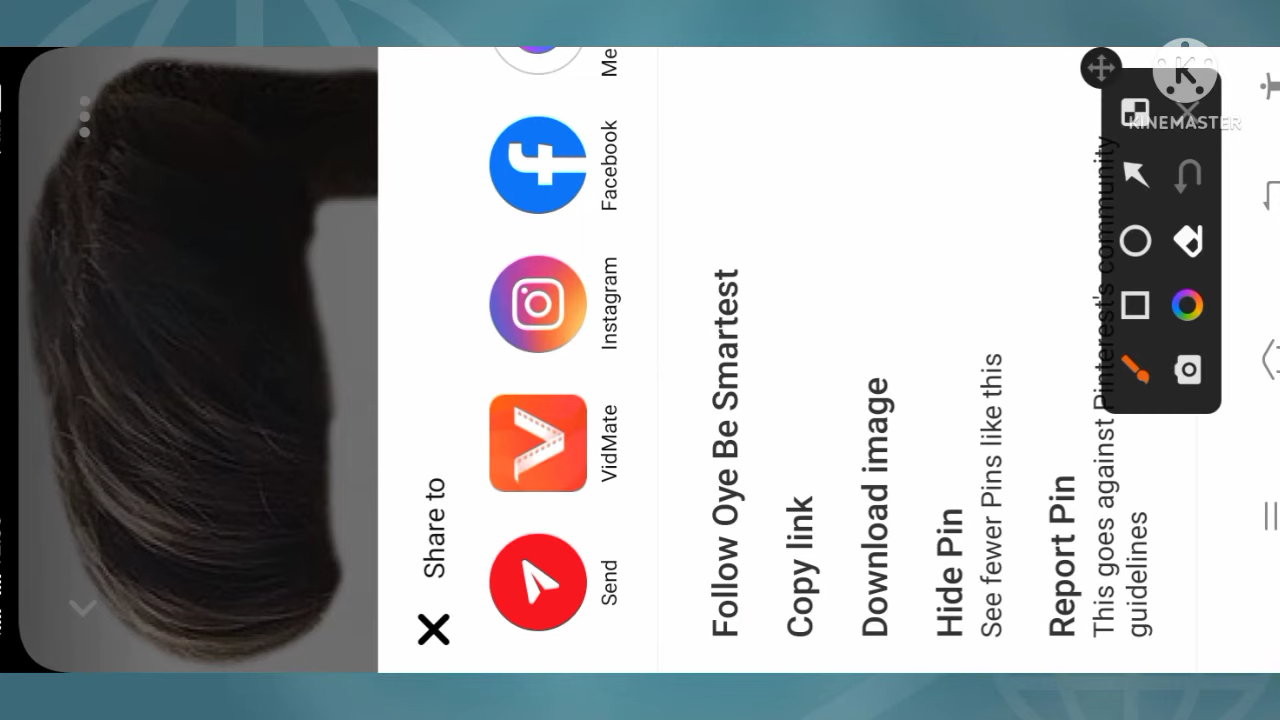 Share to
Send
VidMate
Instagram
Facebook
Me
Follow Oye Be Smartest
Copy link
Download image
Hide Pin
See fewer Pins like this
Report Pin
This goes against Pinterest's community
guidelines
KINEMASTER